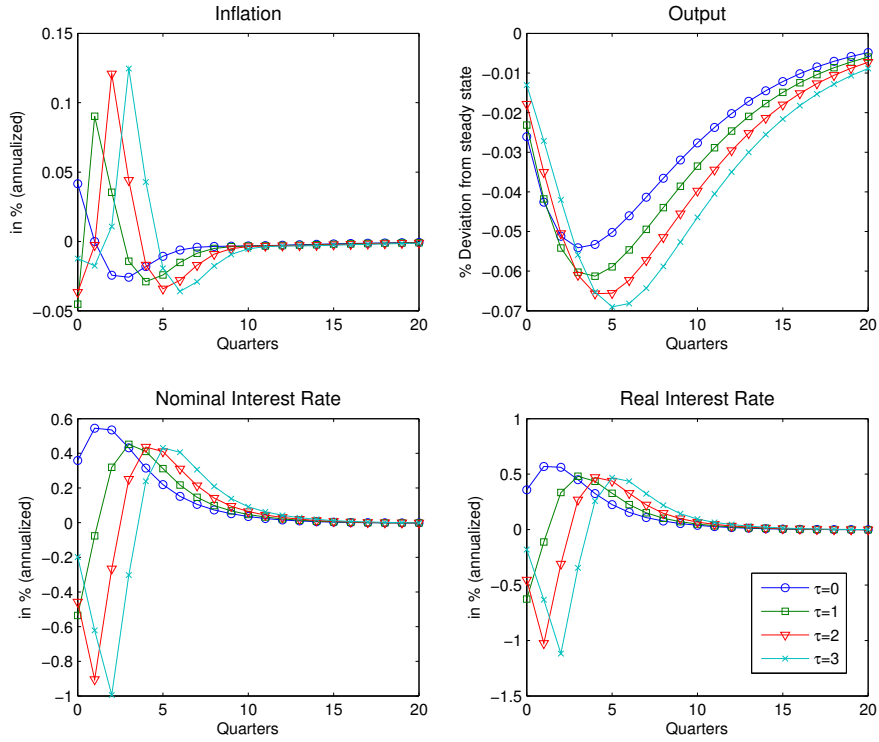 Inflation
0.15
0.1
0.05
0
−0.05
in % (annualized)
0 5 10 15 20
Quarters
Output
0
−0.01
−0.02
−0.03
−0.04
−0.05
−0.06
−0.07
% Deviation from steady state
0 5 10 15 20
Quarters
Nominal Interest Rate
0.6
0.4
0.2
0
−0.2
−0.4
−0.6
−0.8
−1
in % (annualized)
0 5 10 15 20
Quarters
Real Interest Rate
1
0.5
0
−0.5
−1
−1.5
in % (annualized)
0 5 10 15 20
Quarters
τ=0
τ=1
τ=2
τ=3